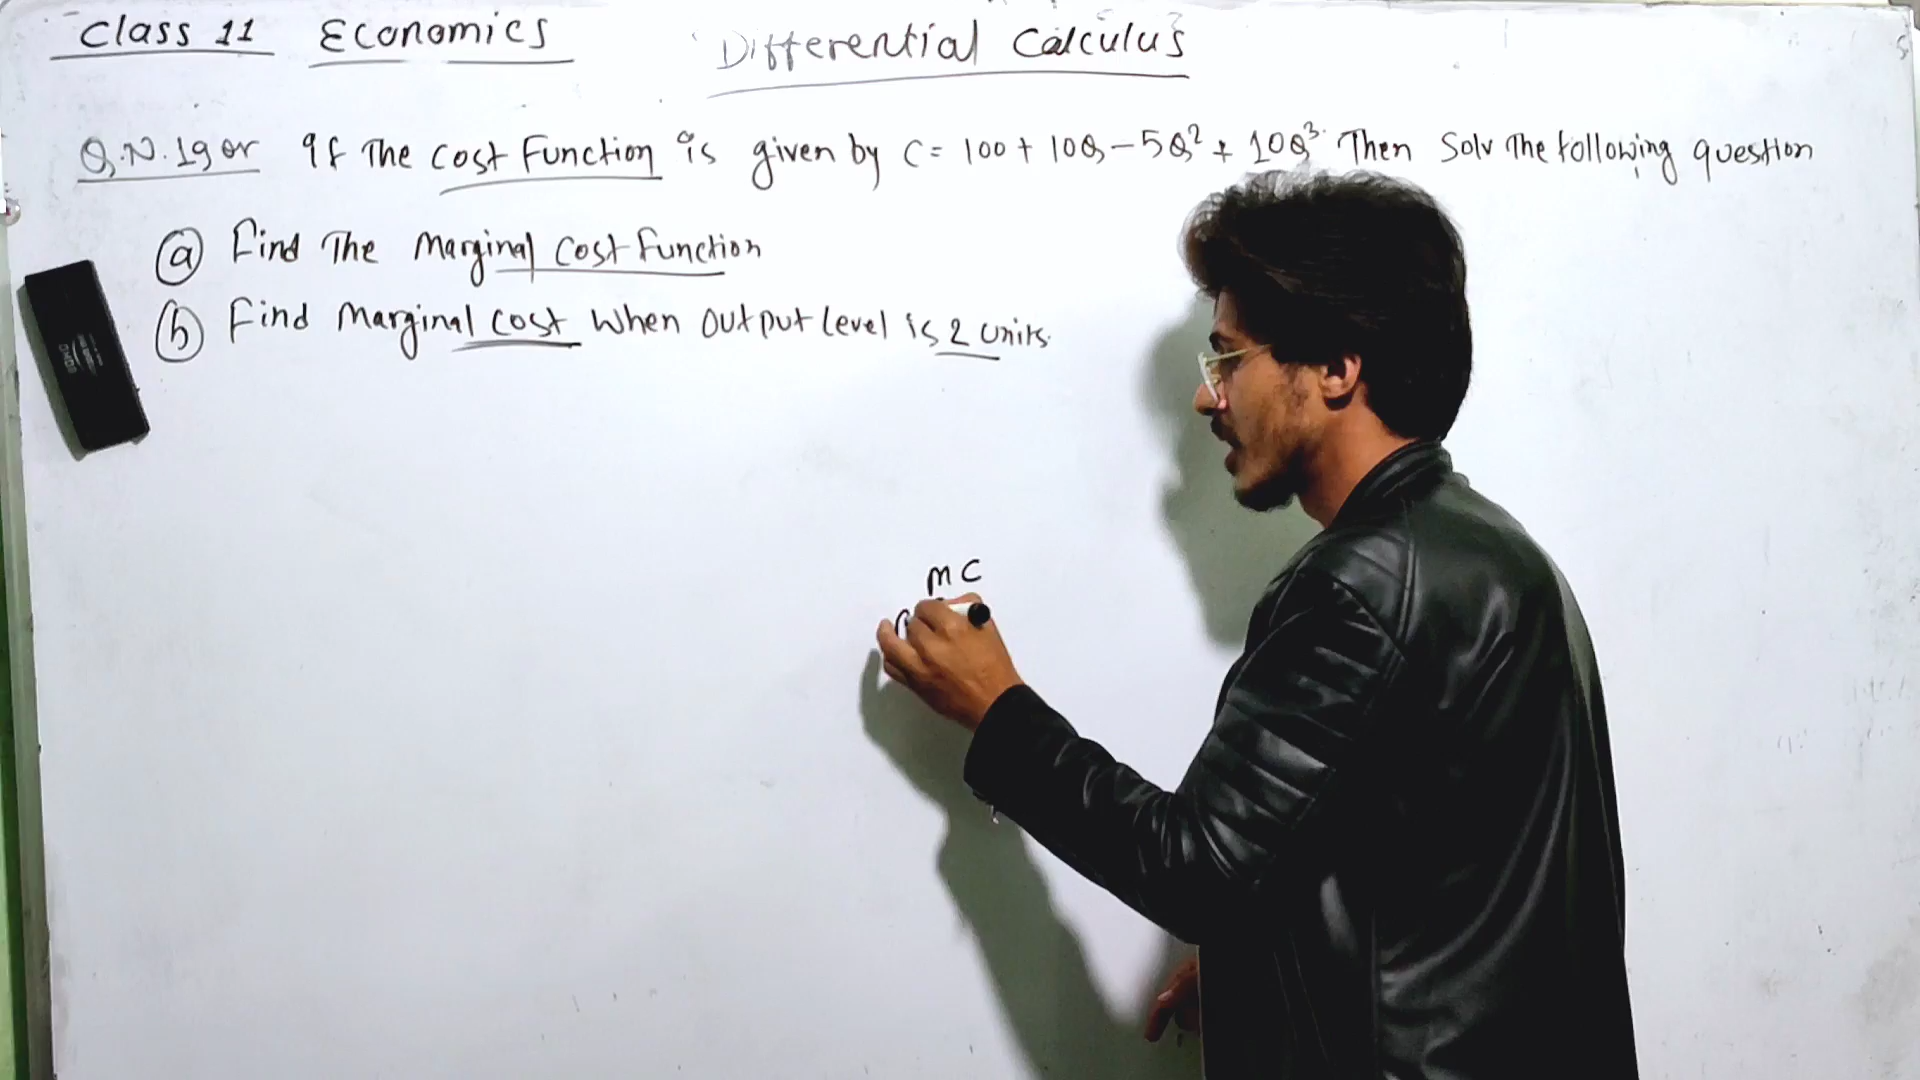 Class 11 Economics Differential Calculus
Q.N.19 or If The Cost Function is given by C = 100 + 10Q - 5Q² + 10Q³. Then Solv The following question
(a) Find The Marginal Cost Function
(b) Find Marginal Cost When Output level is 2 units.
MC